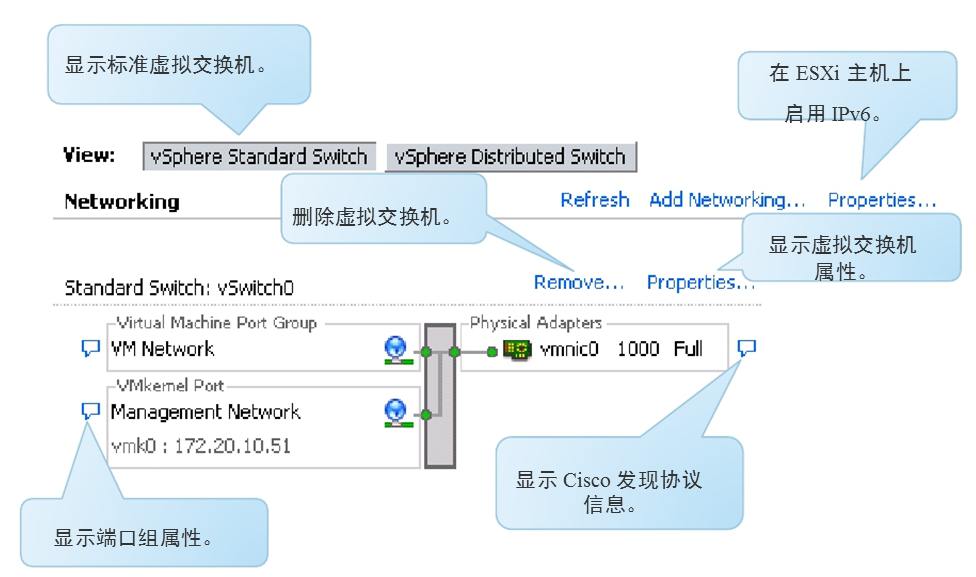 显示标准虚拟交换机。
在 ESXi 主机上
启用 IPv6。
View: vSphere Standard Switch vSphere Distributed Switch
Networking Refresh Add Networking... Properties...
删除虚拟交换机。
显示虚拟交换机
属性。
Standard Switch: vSwitch0 Remove... Properties...
Virtual Machine Port Group Physical Adapters
VM Network vmnic0 1000 Full
VMkernel Port
Management Network
vmk0 : 172.20.10.51
显示 Cisco 发现协议
信息。
显示端口组属性。